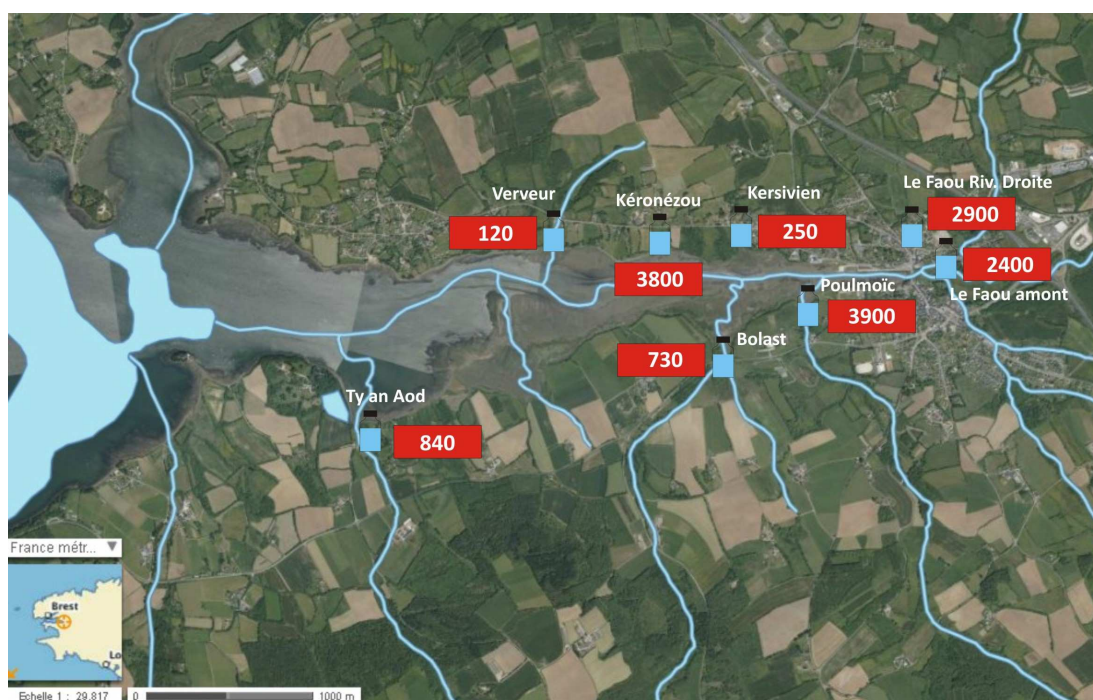 Le Faou Riv. Droite
Verveur
Kéronézou
Kersivien
2900
120
250
3800
2400
Poulmoïc
Le Faou amont
3900
Bolast
730
Ty an Aod
840
France métr... ▼
Brest
Lo
Echelle 1 : 29,817
0
1000 m